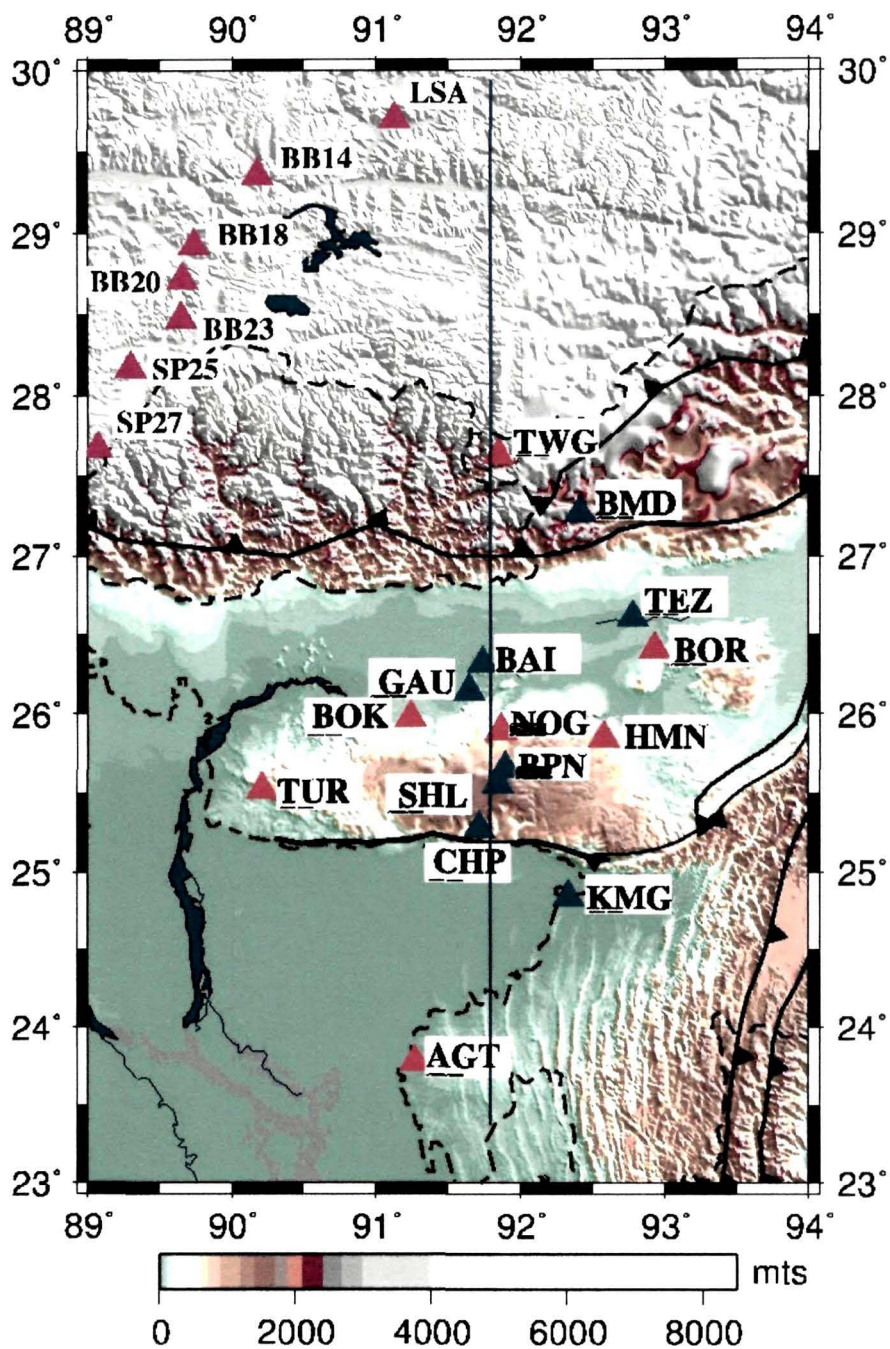 89° 90° 91° 92° 93° 94°
30° 30°
LSA
BB14
29° BB18 29°
BB20
BB23
SP25
28° 28°
SP27
TWG
BMD
27° 27°
TEZ
BAI BOR
GAU
26° BOK NOG HMN 26°
BPN
TUR SHL
25° CHP 25°
KMG
24° 24°
AGT
23° 23°
89° 90° 91° 92° 93° 94°
mts
0 2000 4000 6000 8000